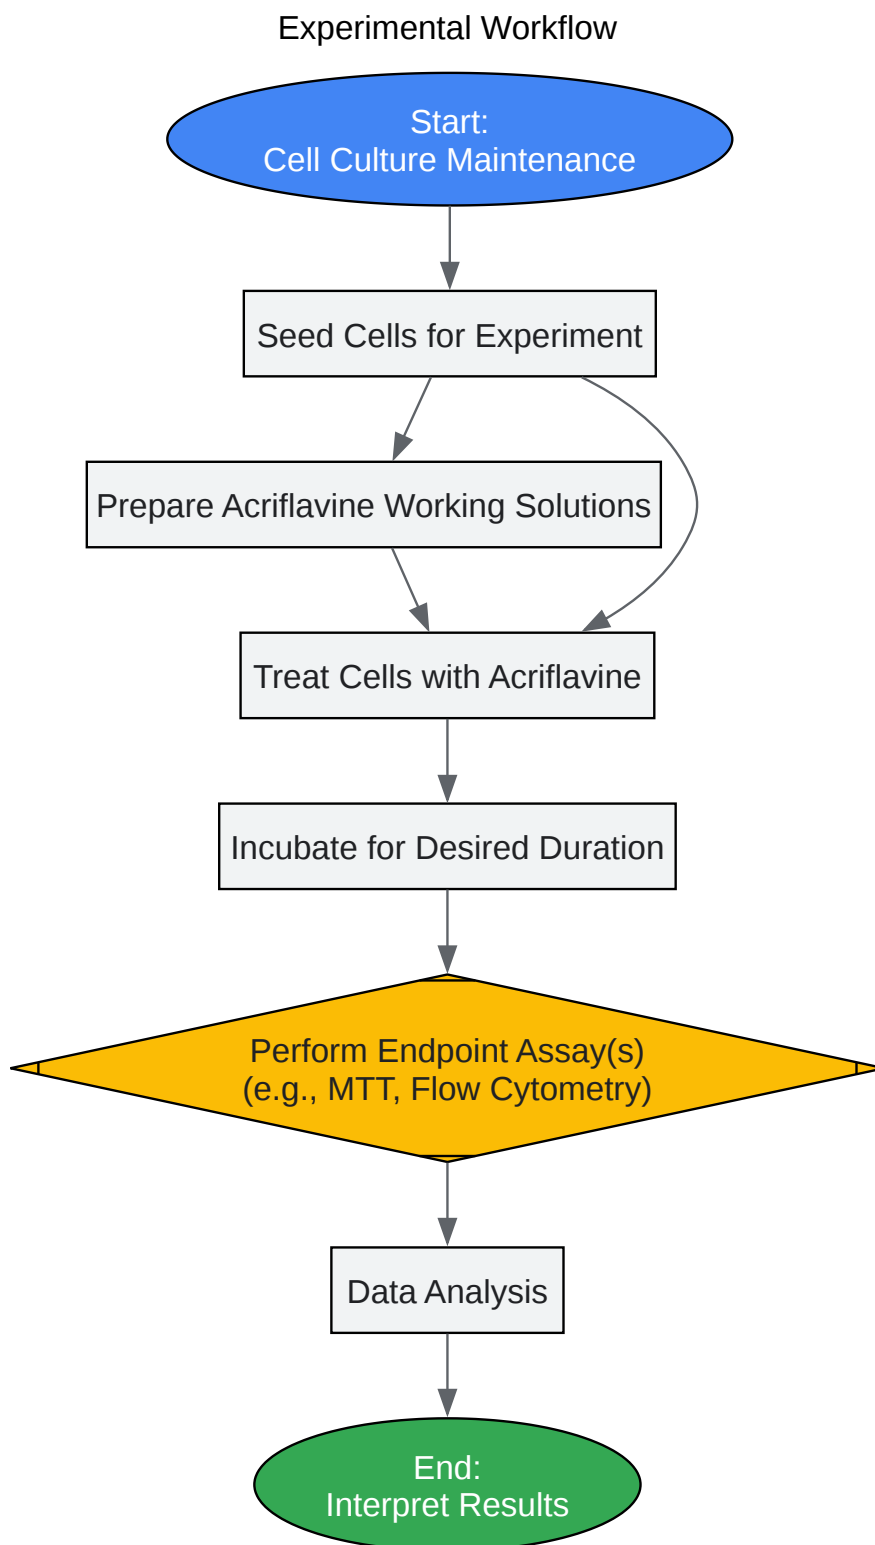 Experimental Workflow
Start:
Cell Culture Maintenance
Seed Cells for Experiment
Prepare Acriflavine Working Solutions
Treat Cells with Acriflavine
Incubate for Desired Duration
Perform Endpoint Assay(s)
(e.g., MTT, Flow Cytometry)
Data Analysis
End:
Interpret Results